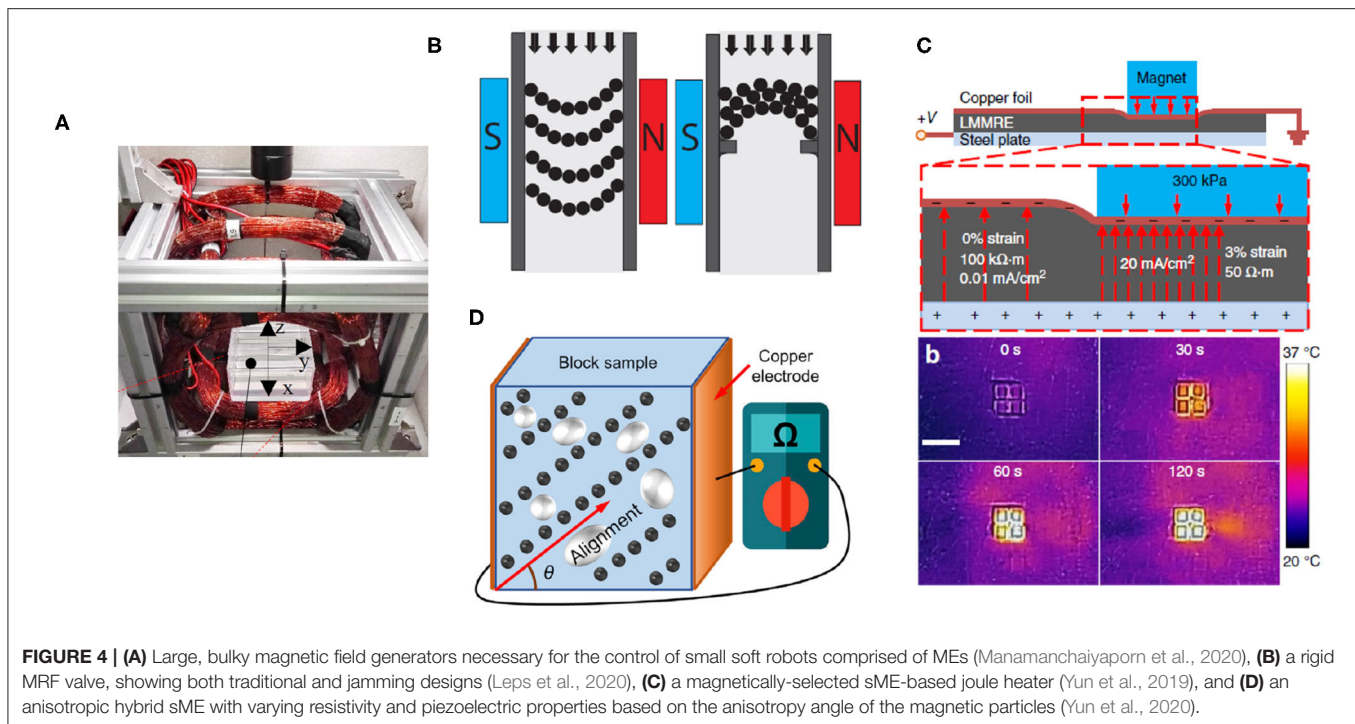 A
z
y
x
B
S
N
S
N
C
Magnet
Copper foil
+V
LMMRE
Steel plate
300 kPa
0% strain
100 kΩ·m
0.01 mA/cm²
20 mA/cm²
3% strain
50 Ω·m
+ + + + + + + + + + +
b
0 s
30 s
60 s
120 s
37 °C
20 °C
D
Block sample
Copper
electrode
Ω
Alignment
θ
FIGURE 4 | (A) Large, bulky magnetic field generators necessary for the control of small soft robots comprised of MEs (Manamanchaiyaporn et al., 2020), (B) a rigid
MRF valve, showing both traditional and jamming designs (Leps et al., 2020), (C) a magnetically-selected sME-based joule heater (Yun et al., 2019), and (D) an
anisotropic hybrid sME with varying resistivity and piezoelectric properties based on the anisotropy angle of the magnetic particles (Yun et al., 2020).